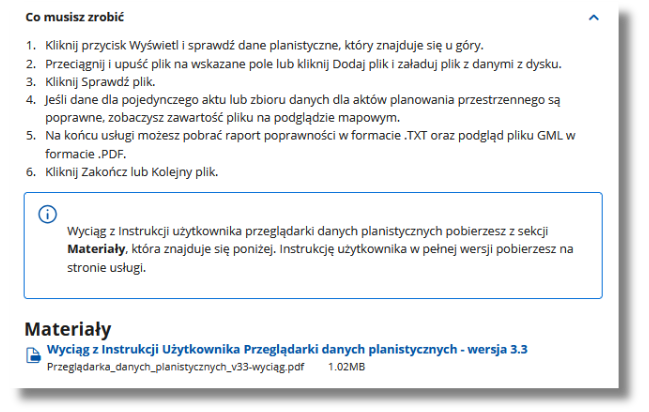 Co musisz zrobić
1. Kliknij przycisk Wyświetl i sprawdź dane planistyczne, który znajduje się u góry.
2. Przeciągnij i upuść plik na wskazane pole lub kliknij Dodaj plik i załaduj plik z danymi z dysku.
3. Kliknij Sprawdź plik.
4. Jeśli dane dla pojedynczego aktu lub zbioru danych dla aktów planowania przestrzennego są
poprawne, zobaczysz zawartość pliku na podglądzie mapowym.
5. Na końcu usługi możesz pobrać raport poprawności w formacie .TXT oraz podgląd pliku GML w
formacie .PDF.
6. Kliknij Zakończ lub Kolejny plik.
Wyciąg z Instrukcji użytkownika przeglądarki danych planistycznych pobierzesz z sekcji
Materiały, która znajduje się poniżej. Instrukcję użytkownika w pełnej wersji pobierzesz na
stronie usługi.
Materiały
Wyciąg z Instrukcji Użytkownika Przeglądarki danych planistycznych - wersja 3.3
Przeglądarka_danych_planistycznych_v33-wyciąg.pdf 1.02MB